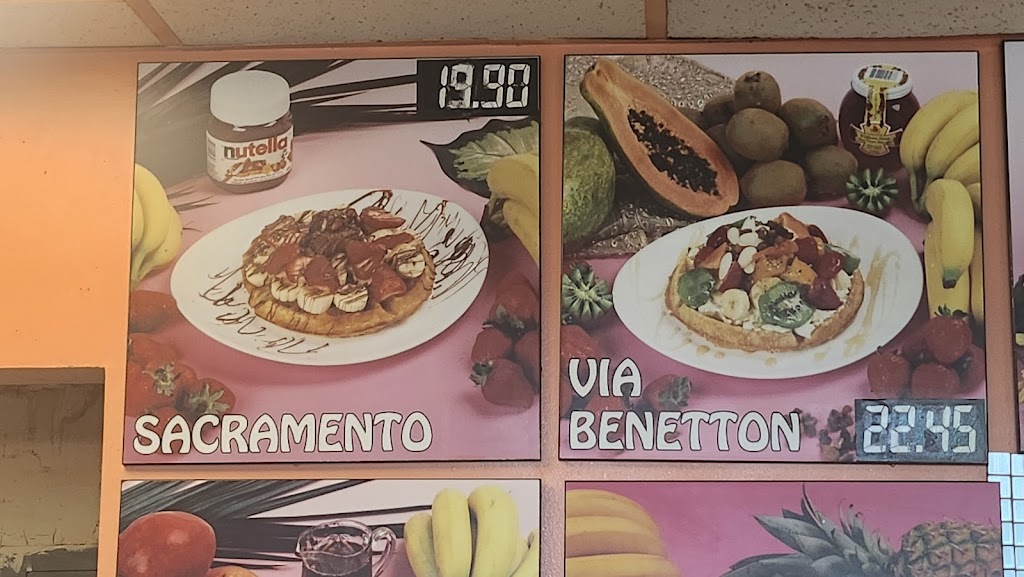 19.90
nutella
SACRAMENTO
VIA
BENETTON
22.45